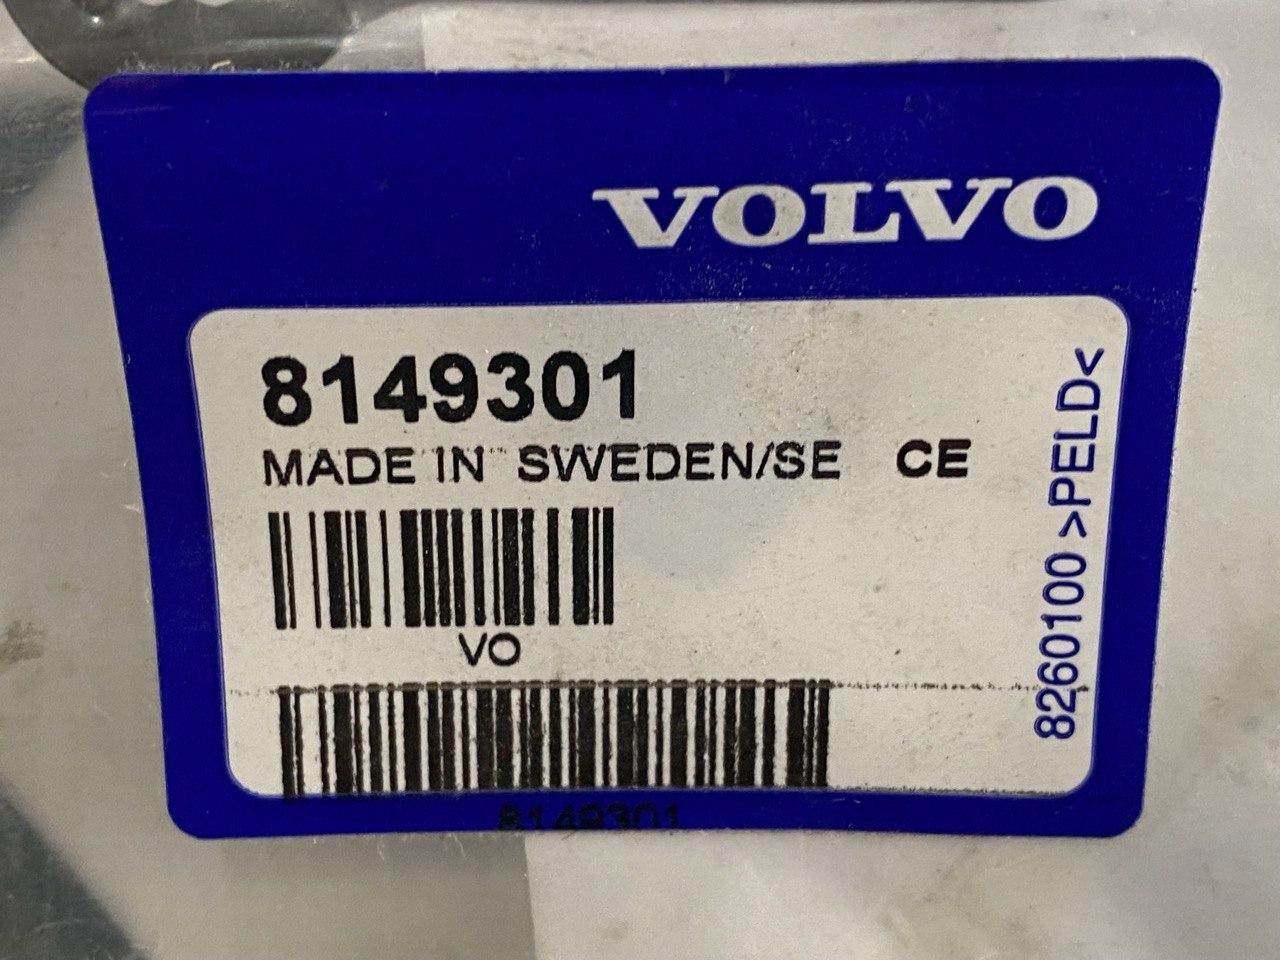 VOLVO
8149301
MADE IN SWEDEN/SE CE
VO
8149301
8260100 >PELD<